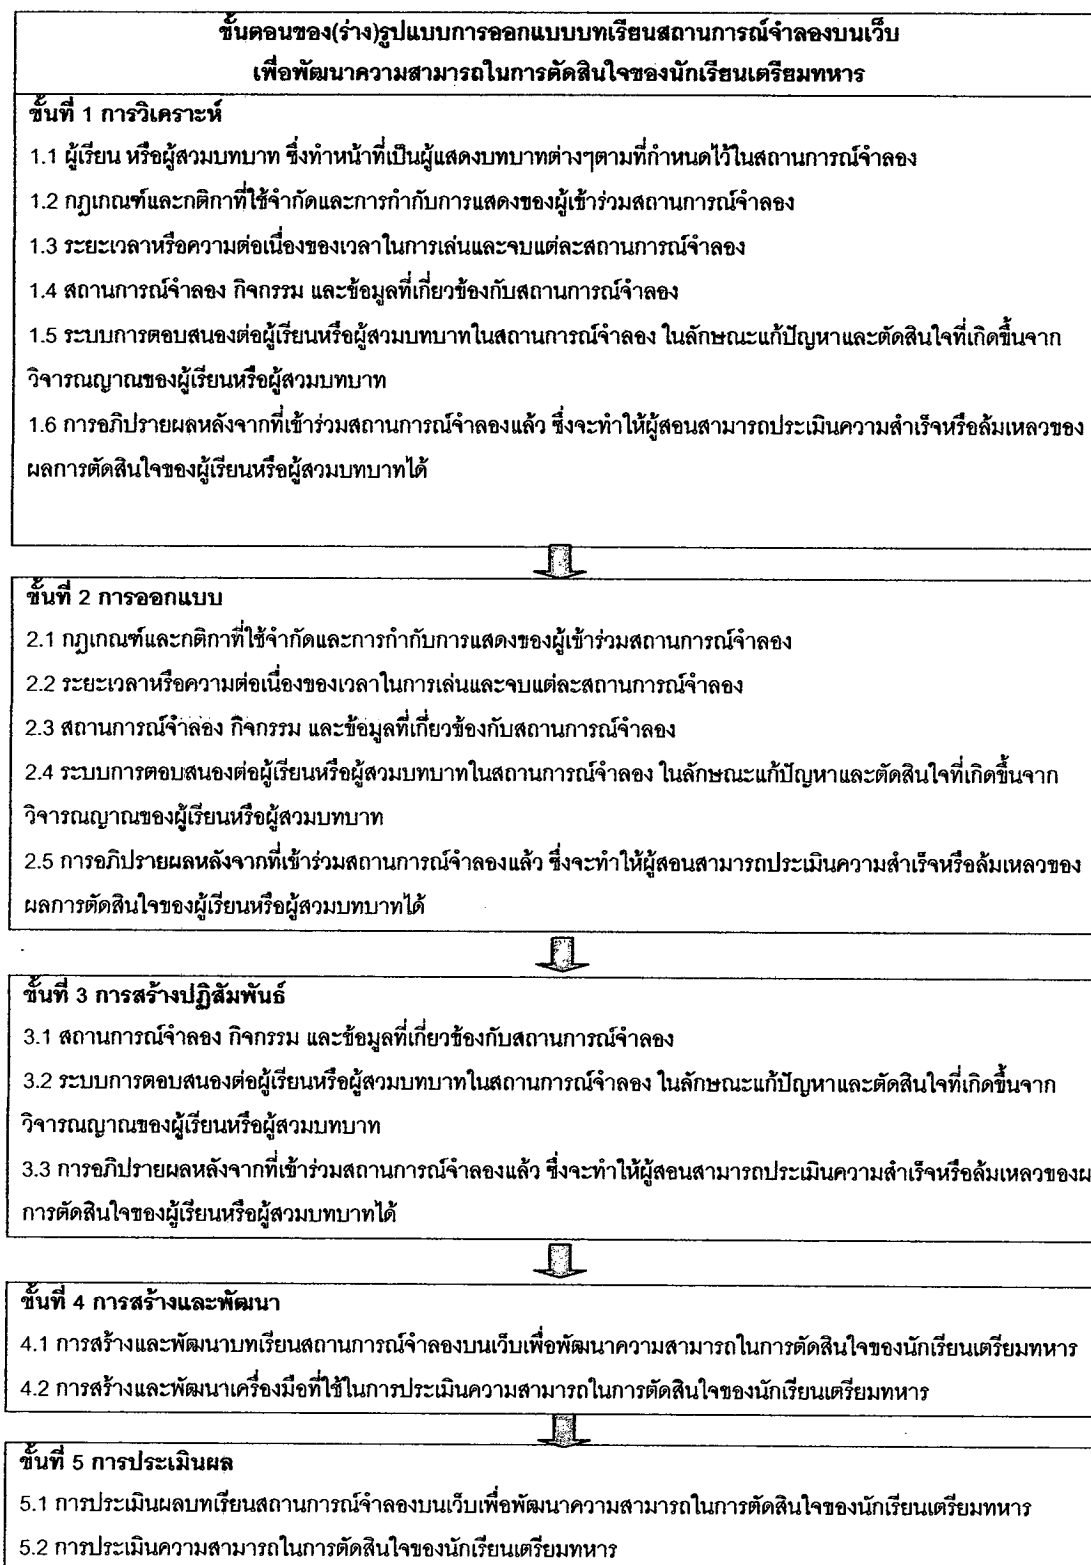 ขั้นตอนของ(ร่าง)รูปแบบการออกแบบบทเรียนสถานการณ์จำลองบนเว็บ
เพื่อพัฒนาความสามารถในการตัดสินใจของนักเรียนเตรียมทหาร
ขั้นที่ 1 การวิเคราะห์
1.1 ผู้เรียน หรือผู้สวมบทบาท ซึ่งทำหน้าที่เป็นผู้แสดงบทบาทต่างๆตามที่กำหนดไว้ในสถานการณ์จำลอง
1.2 กฎเกณฑ์และกติกาที่ใช้จำกัดและการกำกับการแสดงของผู้เข้าร่วมสถานการณ์จำลอง
1.3 ระยะเวลาหรือความต่อเนื่องของเวลาในการเล่นและจบแต่ละสถานการณ์จำลอง
1.4 สถานการณ์จำลอง กิจกรรม และข้อมูลที่เกี่ยวข้องกับสถานการณ์จำลอง
1.5 ระบบการตอบสนองต่อผู้เรียนหรือผู้สวมบทบาทในสถานการณ์จำลอง ในลักษณะแก้ปัญหาและตัดสินใจที่เกิดขึ้นจาก
วิจารณญาณของผู้เรียนหรือผู้สวมบทบาท
1.6 การอภิปรายผลหลังจากที่เข้าร่วมสถานการณ์จำลองแล้ว ซึ่งจะทำให้ผู้สอนสามารถประเมินความสำเร็จหรือล้มเหลวของ
ผลการตัดสินใจของผู้เรียนหรือผู้สวมบทบาทได้
ขั้นที่ 2 การออกแบบ
2.1 กฎเกณฑ์และกติกาที่ใช้จำกัดและการกำกับการแสดงของผู้เข้าร่วมสถานการณ์จำลอง
2.2 ระยะเวลาหรือความต่อเนื่องของเวลาในการเล่นและจบแต่ละสถานการณ์จำลอง
2.3 สถานการณ์จำลอง กิจกรรม และข้อมูลที่เกี่ยวข้องกับสถานการณ์จำลอง
2.4 ระบบการตอบสนองต่อผู้เรียนหรือผู้สวมบทบาทในสถานการณ์จำลอง ในลักษณะแก้ปัญหาและตัดสินใจที่เกิดขึ้นจาก
วิจารณญาณของผู้เรียนหรือผู้สวมบทบาท
2.5 การอภิปรายผลหลังจากที่เข้าร่วมสถานการณ์จำลองแล้ว ซึ่งจะทำให้ผู้สอนสามารถประเมินความสำเร็จหรือล้มเหลวของ
ผลการตัดสินใจของผู้เรียนหรือผู้สวมบทบาทได้
ขั้นที่ 3 การสร้างปฏิสัมพันธ์
3.1 สถานการณ์จำลอง กิจกรรม และข้อมูลที่เกี่ยวข้องกับสถานการณ์จำลอง
3.2 ระบบการตอบสนองต่อผู้เรียนหรือผู้สวมบทบาทในสถานการณ์จำลอง ในลักษณะแก้ปัญหาและตัดสินใจที่เกิดขึ้นจาก
วิจารณญาณของผู้เรียนหรือผู้สวมบทบาท
3.3 การอภิปรายผลหลังจากที่เข้าร่วมสถานการณ์จำลองแล้ว ซึ่งจะทำให้ผู้สอนสามารถประเมินความสำเร็จหรือล้มเหลวของผ
การตัดสินใจของผู้เรียนหรือผู้สวมบทบาทได้
ขั้นที่ 4 การสร้างและพัฒนา
4.1 การสร้างและพัฒนาบทเรียนสถานการณ์จำลองบนเว็บเพื่อพัฒนาความสามารถในการตัดสินใจของนักเรียนเตรียมทหาร
4.2 การสร้างและพัฒนาเครื่องมือที่ใช้ในการประเมินความสามารถในการตัดสินใจของนักเรียนเตรียมทหาร
ขั้นที่ 5 การประเมินผล
5.1 การประเมินผลบทเรียนสถานการณ์จำลองบนเว็บเพื่อพัฒนาความสามารถในการตัดสินใจของนักเรียนเตรียมทหาร
5.2 การประเมินความสามารถในการตัดสินใจของนักเรียนเตรียมทหาร